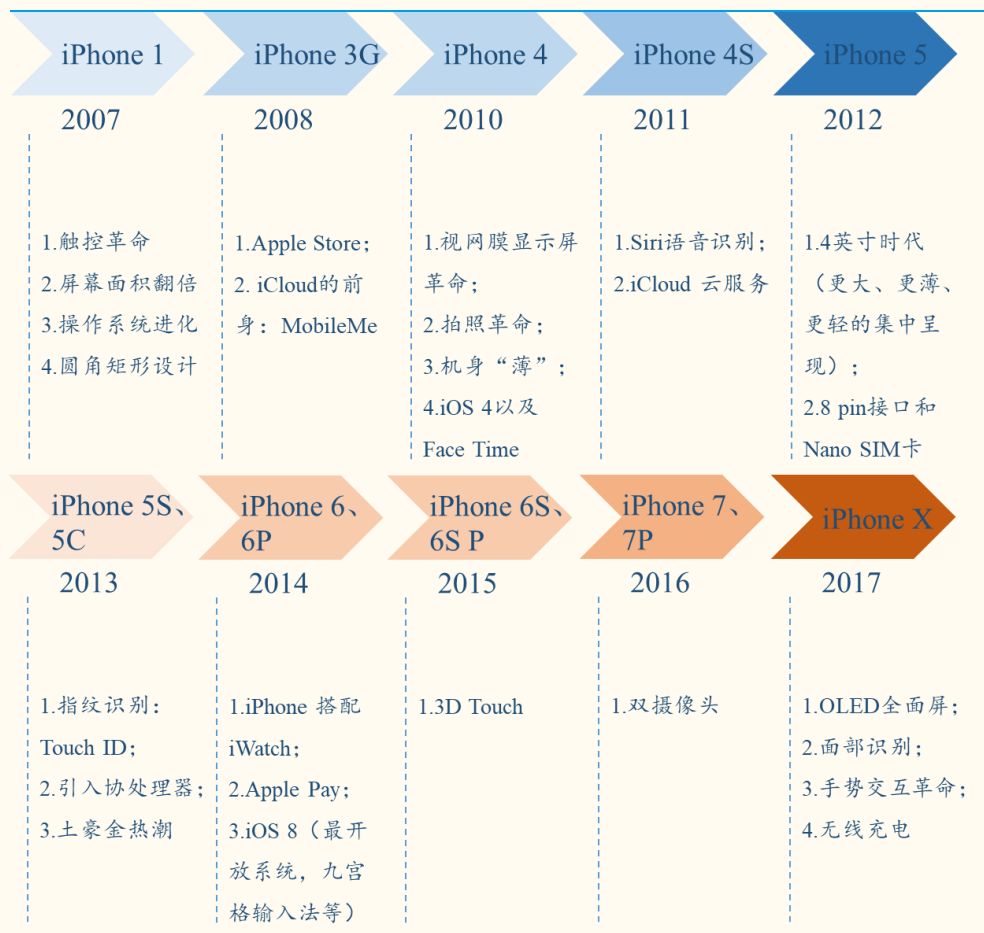 iPhone 1
2007
1.触控革命
2.屏幕面积翻倍
3.操作系统进化
4.圆角矩形设计
iPhone 3G
2008
1.Apple Store；
2. iCloud的前
身：MobileMe
iPhone 4
2010
1.视网膜显示屏
革命；
2.拍照革命；
3.机身“薄”；
4.iOS 4以及
Face Time
iPhone 4S
2011
1.Siri语音识别；
2.iCloud 云服务
iPhone 5
2012
1.4英寸时代
（更大、更薄、
更轻的集中呈
现）；
2.8 pin接口和
Nano SIM卡
iPhone 5S、
5C
2013
1.指纹识别：
Touch ID；
2.引入协处理器；
3.土豪金热潮
iPhone 6、
6P
2014
1.iPhone 搭配
iWatch；
2.Apple Pay；
3.iOS 8（最开
放系统，九宫
格输入法等）
iPhone 6S、
6S P
2015
1.3D Touch
iPhone 7、
7P
2016
1.双摄像头
iPhone X
2017
1.OLED全面屏；
2.面部识别；
3.手势交互革命；
4.无线充电